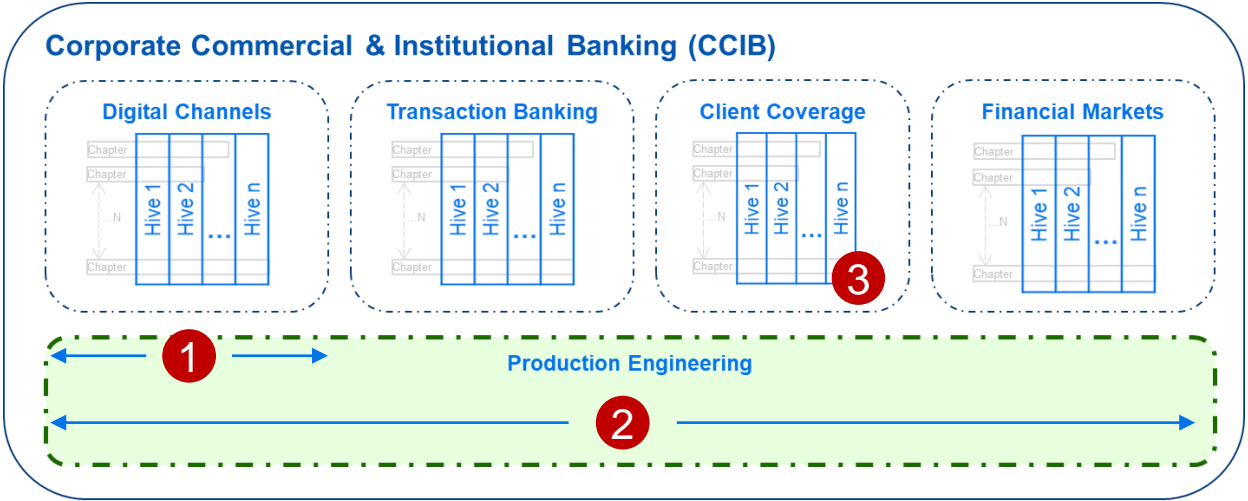 Corporate Commercial & Institutional Banking (CCIB)
Digital Channels
Chapter
Chapter
...N
Chapter
Hive 1
Hive 2
...
Hive n
Transaction Banking
Chapter
Chapter
...N
Chapter
Hive 1
Hive 2
...
Hive n
Client Coverage
Chapter
Chapter
...N
Chapter
Hive 1
Hive 2
...
Hive n
3
Financial Markets
Chapter
Chapter
...N
Chapter
Hive 1
Hive 2
...
Hive n
1
Production Engineering
2